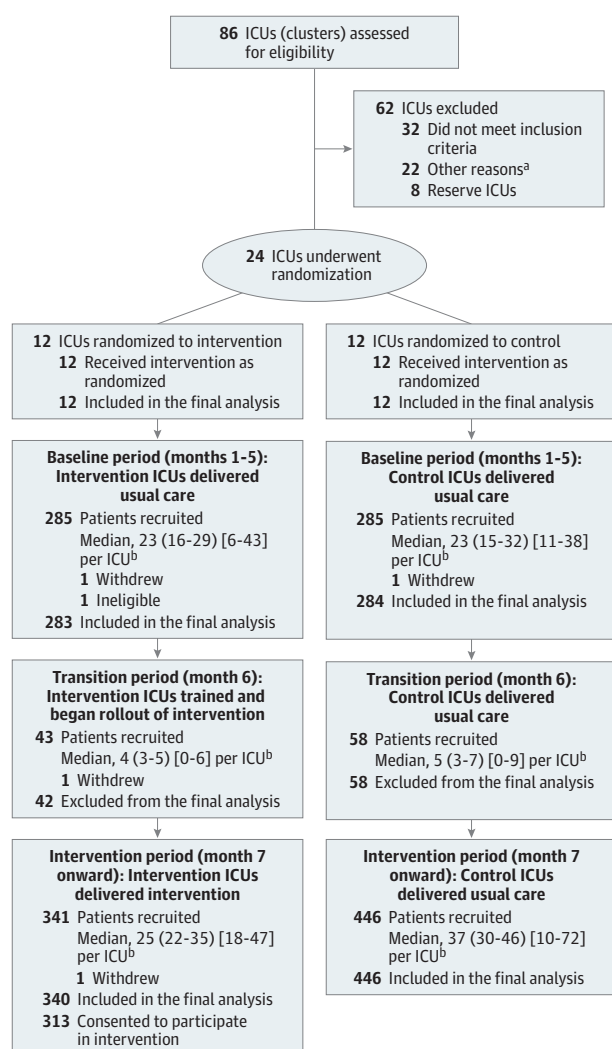 86 ICUs (clusters) assessed
for eligibility
62 ICUs excluded
32 Did not meet inclusion
criteria
22 Other reasonsᵃ
8 Reserve ICUs
24 ICUs underwent
randomization
12 ICUs randomized to intervention
12 Received intervention as
randomized
12 Included in the final analysis
12 ICUs randomized to control
12 Received intervention as
randomized
12 Included in the final analysis
Baseline period (months 1-5):
Intervention ICUs delivered
usual care
285 Patients recruited
Median, 23 (16-29) [6-43]
per ICUᵇ
1 Withdrew
1 Ineligible
283 Included in the final analysis
Baseline period (months 1-5):
Control ICUs delivered
usual care
285 Patients recruited
Median, 23 (15-32) [11-38]
per ICUᵇ
1 Withdrew
284 Included in the final analysis
Transition period (month 6):
Intervention ICUs trained and
began rollout of intervention
43 Patients recruited
Median, 4 (3-5) [0-6] per ICUᵇ
1 Withdrew
42 Excluded from the final analysis
Transition period (month 6):
Control ICUs delivered
usual care
58 Patients recruited
Median, 5 (3-7) [0-9] per ICUᵇ
58 Excluded from the final analysis
Intervention period (month 7
onward): Intervention ICUs
delivered intervention
341 Patients recruited
Median, 25 (22-35) [18-47]
per ICUᵇ
1 Withdrew
340 Included in the final analysis
313 Consented to participate
in intervention
Intervention period (month 7
onward): Control ICUs
delivered usual care
446 Patients recruited
Median, 37 (30-46) [10-72]
per ICUᵇ
446 Included in the final analysis